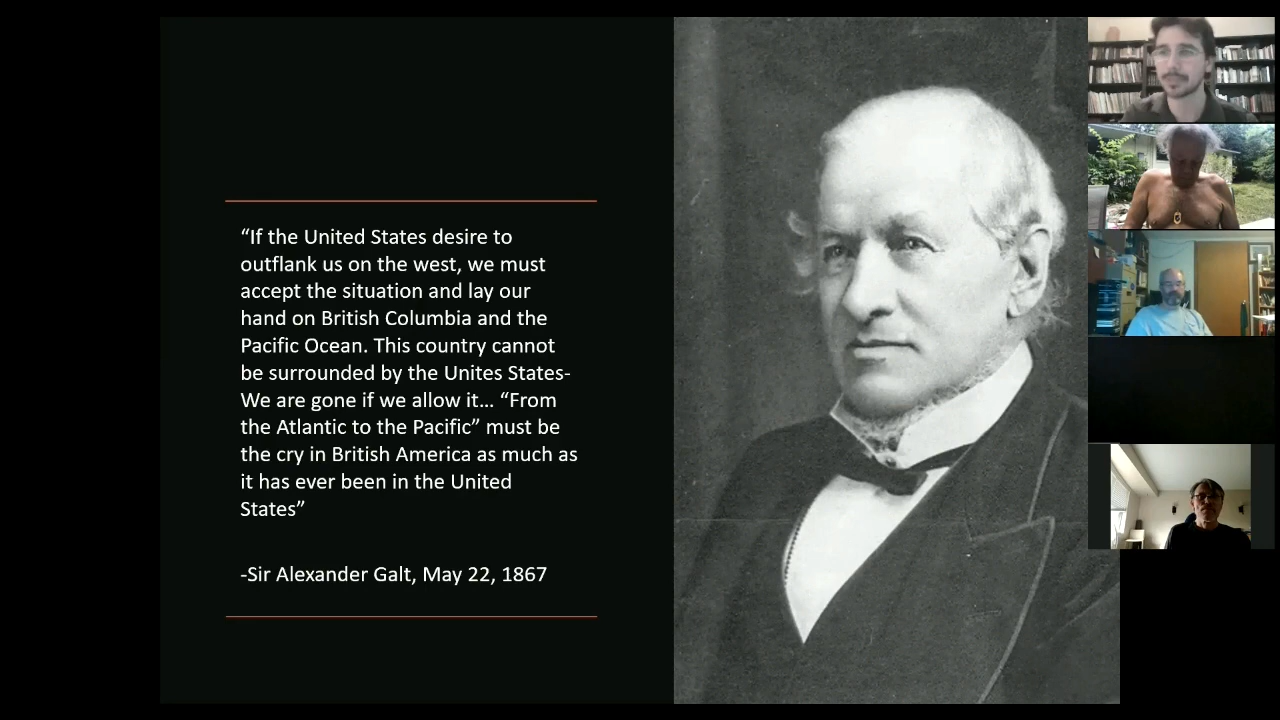 “If the United States desire to
outflank us on the west, we must
accept the situation and lay our
hand on British Columbia and the
Pacific Ocean. This country cannot
be surrounded by the Unites States-
We are gone if we allow it… “From
the Atlantic to the Pacific” must be
the cry in British America as much as
it has ever been in the United
States”
-Sir Alexander Galt, May 22, 1867